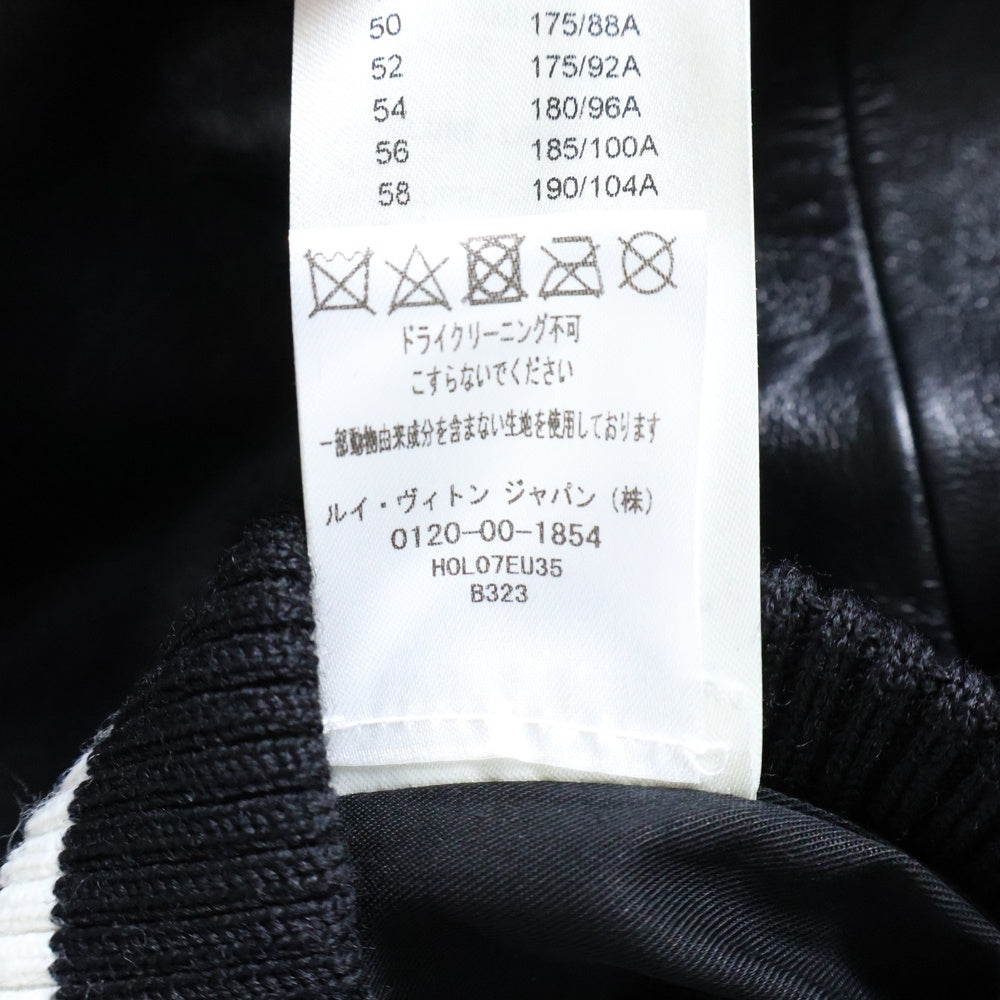 50 175/88A
52 175/92A
54 180/96A
56 185/100A
58 190/104A
ドライクリーニング不可
こすらないでください
一部動物由来成分を含まない生地を使用しております
ルイ・ヴィトン ジャパン (株)
0120-00-1854
HOL07EU35
B323